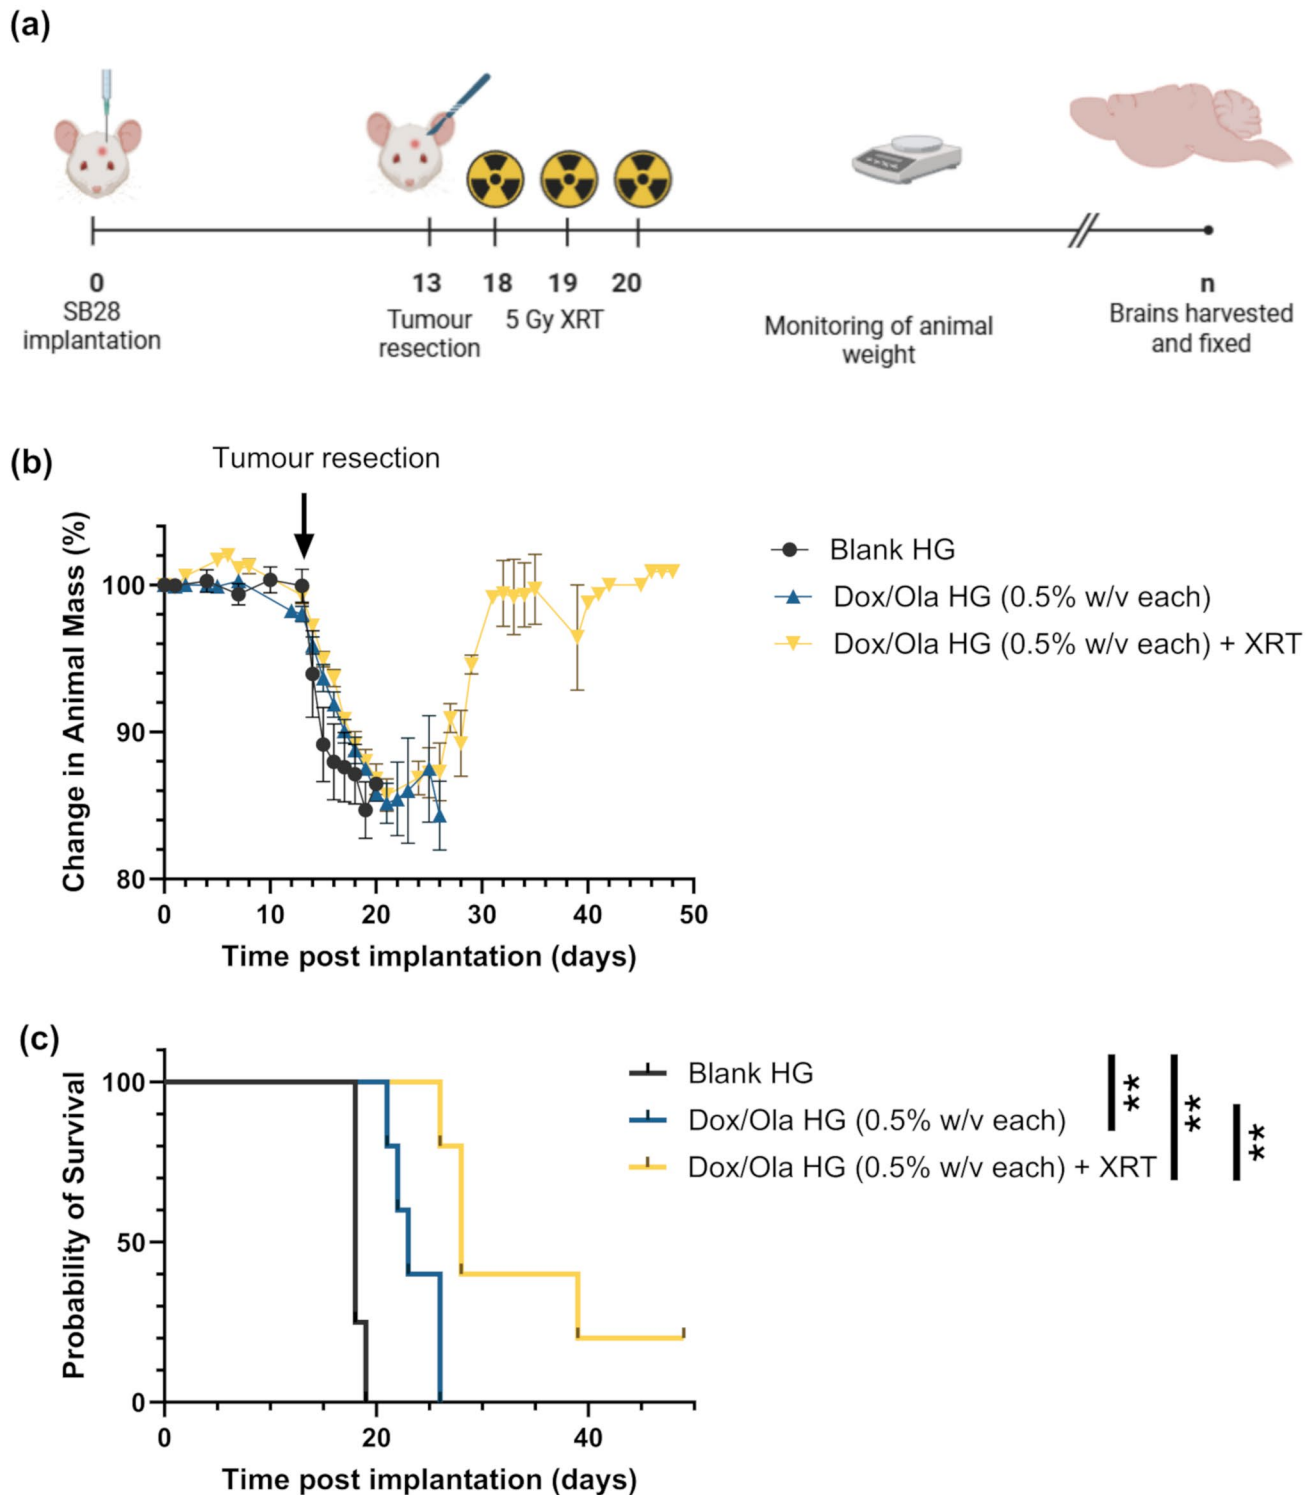 (a)
0
13
18
19
20
n
SB28
implantation
Tumour
resection
5 Gy XRT
Monitoring of animal
weight
Brains harvested
and fixed
(b)
Tumour resection
Change in Animal Mass (%)
100
90
80
0
10
20
30
40
50
Time post implantation (days)
Blank HG
Dox/Ola HG (0.5% w/v each)
Dox/Ola HG (0.5% w/v each) + XRT
(c)
Probability of Survival
100
50
0
0
20
40
Time post implantation (days)
Blank HG
Dox/Ola HG (0.5% w/v each)
Dox/Ola HG (0.5% w/v each) + XRT
**
**
**